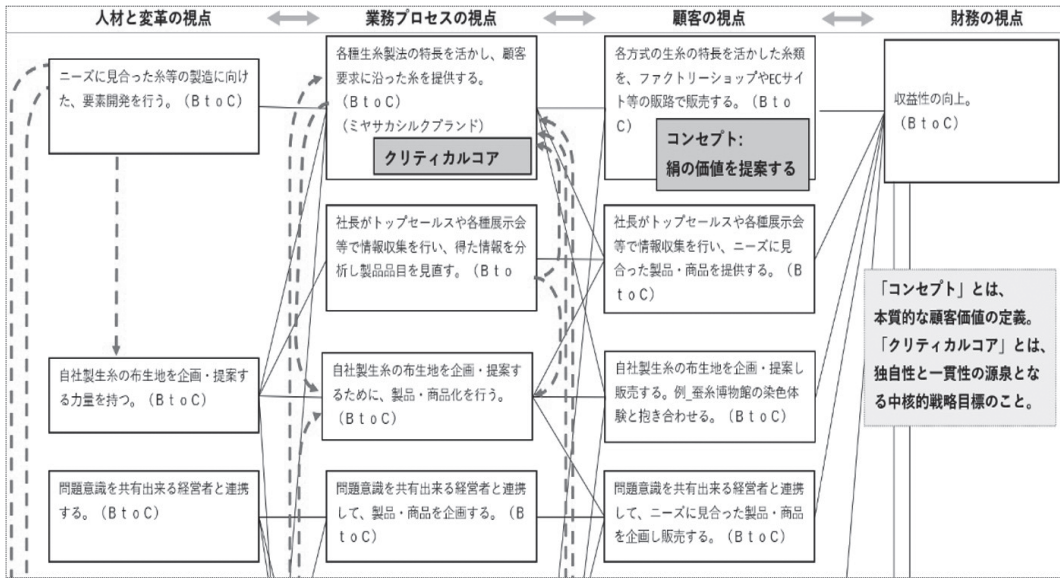 人材と変革の視点
業務プロセスの視点
顧客の視点
財務の視点
ニーズに見合った糸等の製造に向け
た、要素開発を行う。（ＢｔｏＣ）
自社製生糸の布生地を企画・提案す
る力量を持つ。（ＢｔｏＣ）
問題意識を共有出来る経営者と連携
する。（ＢｔｏＣ）
各種生糸製法の特長を活かし、顧客
要求に沿った糸を提供する。
（ＢｔｏＣ）
（ミヤサカシルクブランド）
クリティカルコア
社長がトップセールスや各種展示会
等で情報収集を行い、得た情報を分
析し製品品目を見直す。（Ｂｔｏ
自社製生糸の布生地を企画・提案す
るために、製品・商品化を行う。
（ＢｔｏＣ）
問題意識を共有出来る経営者と連携
して、製品・商品を企画する。（Ｂ
ｔｏＣ）
各方式の生糸の特長を活かした糸類
を、ファクトリーショップやECサイ
ト等の販路で販売する。（Ｂｔｏ
Ｃ）
コンセプト:
絹の価値を提案する
社長がトップセールスや各種展示会
等で情報収集を行い、ニーズに見
合った製品・商品を提供する。（Ｂ
ｔｏＣ）
自社製生糸の布生地を企画・提案し
販売する。例_蚕糸博物館の染色体
験と抱き合わせる。（ＢｔｏＣ）
問題意識を共有出来る経営者と連携
して、ニーズに見合った製品・商品
を企画し販売する。（ＢｔｏＣ）
収益性の向上。
（ＢｔｏＣ）
「コンセプト」とは、
本質的な顧客価値の定義。
「クリティカルコア」とは、
独自性と一貫性の源泉とな
る中核的戦略目標のこと。